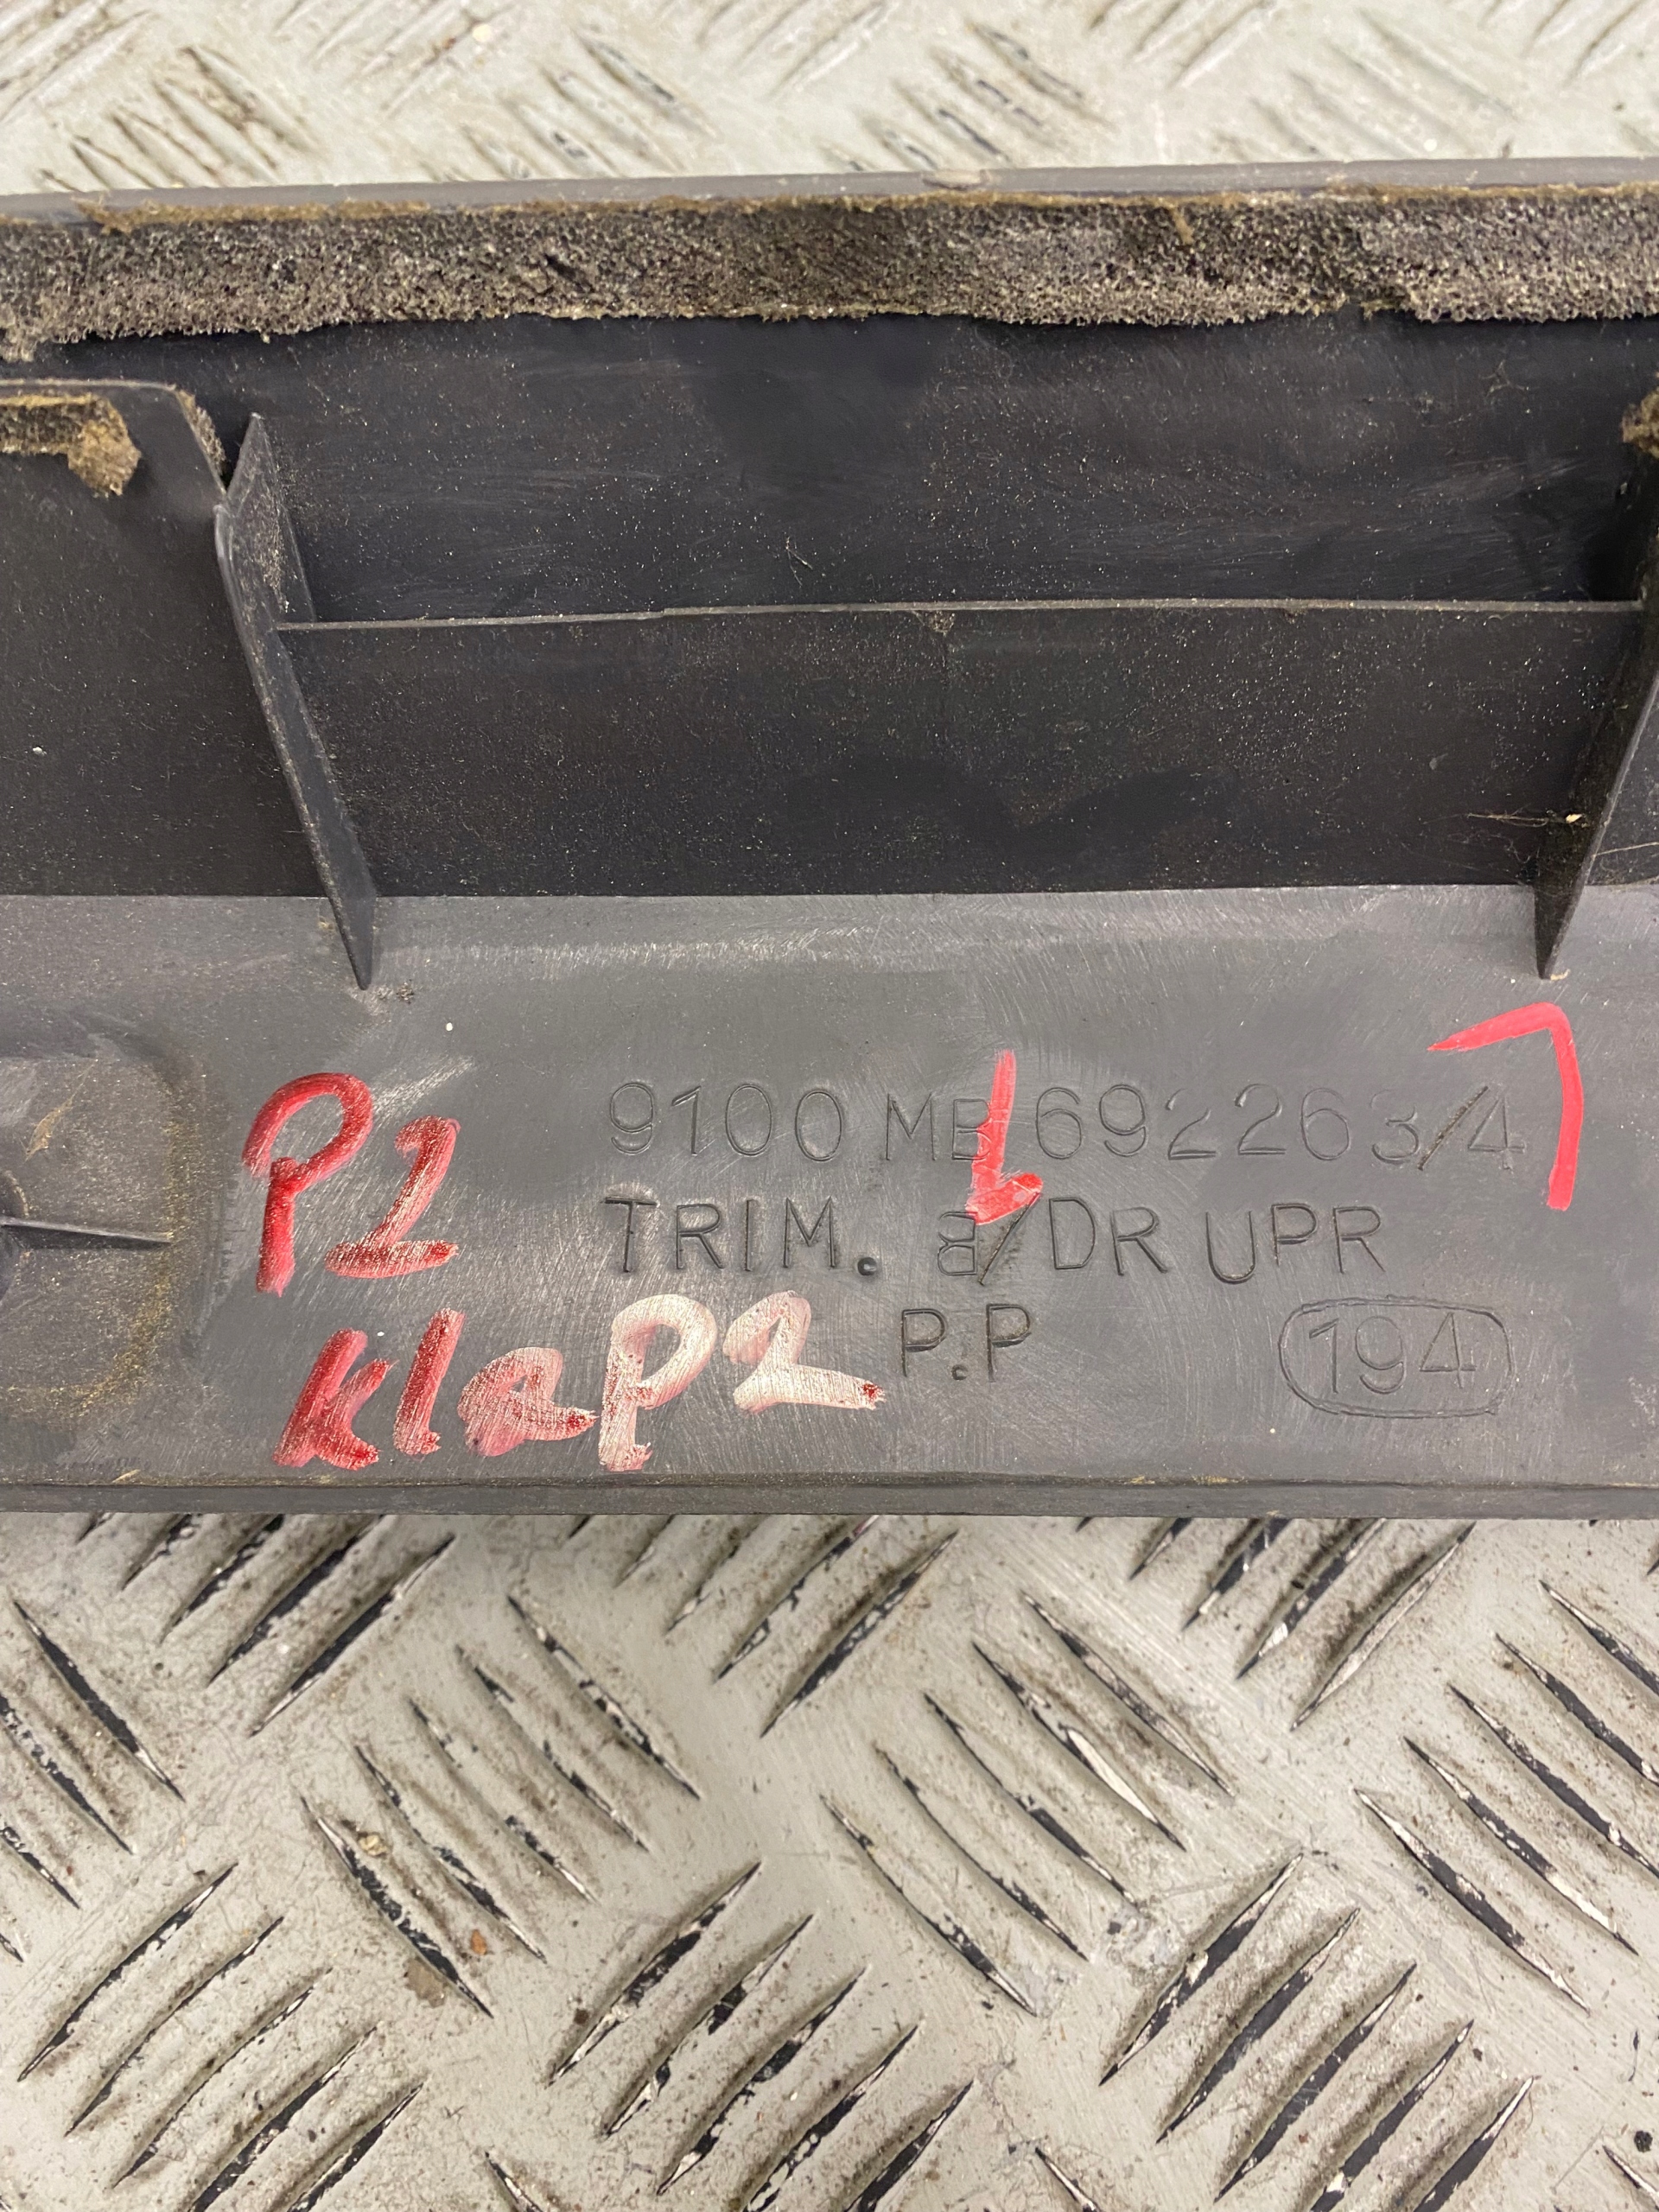 P2
9100 MB692263/4
TRIM. R/DR UPR
P.P
194
klap2